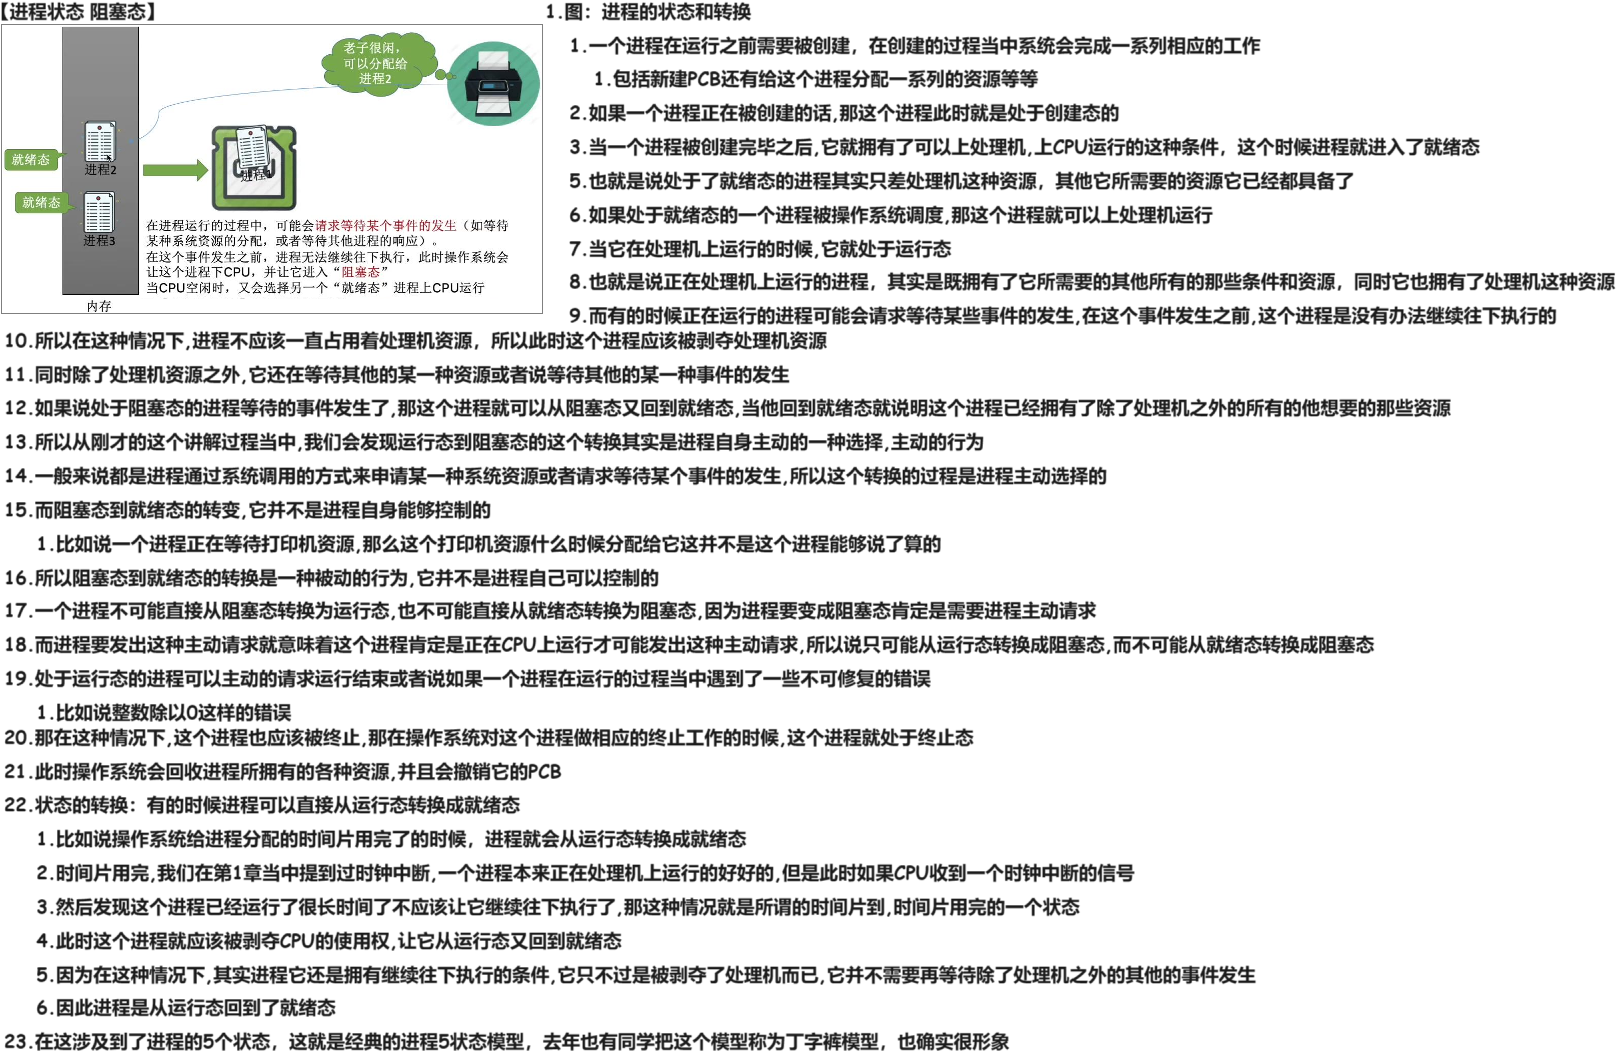 【进程状态 阻塞态】
老子很闲，
可以分配给
进程2
就绪态
进程2
就绪态
进程3
内存
进程1
在进程运行的过程中，可能会请求等待某个事件的发生（如等待
某种系统资源的分配，或者等待其他进程的响应）。
在这个事件发生之前，进程无法继续往下执行，此时操作系统会
让这个进程下CPU，并让它进入“阻塞态”
当CPU空闲时，又会选择另一个“就绪态”进程上CPU运行
1.图：进程的状态和转换
1.一个进程在运行之前需要被创建，在创建的过程当中系统会完成一系列相应的工作
1.包括新建PCB还有给这个进程分配一系列的资源等等
2.如果一个进程正在被创建的话,那这个进程此时就是处于创建态的
3.当一个进程被创建完毕之后,它就拥有了可以上处理机,上CPU运行的这种条件，这个时候进程就进入了就绪态
5.也就是说处于了就绪态的进程其实只差处理机这种资源，其他它所需要的资源它已经都具备了
6.如果处于就绪态的一个进程被操作系统调度,那这个进程就可以上处理机运行
7.当它在处理机上运行的时候,它就处于运行态
8.也就是说正在处理机上运行的进程，其实是既拥有了它所需要的其他所有的那些条件和资源，同时它也拥有了处理机这种资源
9.而有的时候正在运行的进程可能会请求等待某些事件的发生,在这个事件发生之前,这个进程是没有办法继续往下执行的
10.所以在这种情况下,进程不应该一直占用着处理机资源，所以此时这个进程应该被剥夺处理机资源
11.同时除了处理机资源之外,它还在等待其他的某一种资源或者说等待其他的某一种事件的发生
12.如果说处于阻塞态的进程等待的事件发生了,那这个进程就可以从阻塞态又回到就绪态,当他回到就绪态就说明这个进程已经拥有了除了处理机之外的所有的他想要的那些资源
13.所以从刚才的这个讲解过程当中,我们会发现运行态到阻塞态的这个转换其实是进程自身主动的一种选择,主动的行为
14.一般来说都是进程通过系统调用的方式来申请某一种系统资源或者请求等待某个事件的发生,所以这个转换的过程是进程主动选择的
15.而阻塞态到就绪态的转变,它并不是进程自身能够控制的
1.比如说一个进程正在等待打印机资源,那么这个打印机资源什么时候分配给它这并不是这个进程能够说了算的
16.所以阻塞态到就绪态的转换是一种被动的行为,它并不是进程自己可以控制的
17.一个进程不可能直接从阻塞态转换为运行态,也不可能直接从就绪态转换为阻塞态,因为进程要变成阻塞态肯定是需要进程主动请求
18.而进程要发出这种主动请求就意味着这个进程肯定是正在CPU上运行才可能发出这种主动请求,所以说只可能从运行态转换成阻塞态,而不可能从就绪态转换成阻塞态
19.处于运行态的进程可以主动的请求运行结束或者说如果一个进程在运行的过程当中遇到了一些不可修复的错误
1.比如说整数除以0这样的错误
20.那在这种情况下,这个进程也应该被终止,那在操作系统对这个进程做相应的终止工作的时候,这个进程就处于终止态
21.此时操作系统会回收进程所拥有的各种资源,并且会撤销它的PCB
22.状态的转换：有的时候进程可以直接从运行态转换成就绪态
1.比如说操作系统给进程分配的时间片用完了的时候，进程就会从运行态转换成就绪态
2.时间片用完,我们在第1章当中提到过时钟中断,一个进程本来正在处理机上运行的好好的,但是此时如果CPU收到一个时钟中断的信号
3.然后发现这个进程已经运行了很长时间了不应该让它继续往下执行了,那这种情况就是所谓的时间片到,时间片用完的一个状态
4.此时这个进程就应该被剥夺CPU的使用权,让它从运行态又回到就绪态
5.因为在这种情况下,其实进程它还是拥有继续往下执行的条件,它只不过是被剥夺了处理机而已,它并不需要再等待除了处理机之外的其他的事件发生
6.因此进程是从运行态回到了就绪态
23.在这涉及到了进程的5个状态，这就是经典的进程5状态模型，去年也有同学把这个模型称为丁字裤模型，也确实很形象